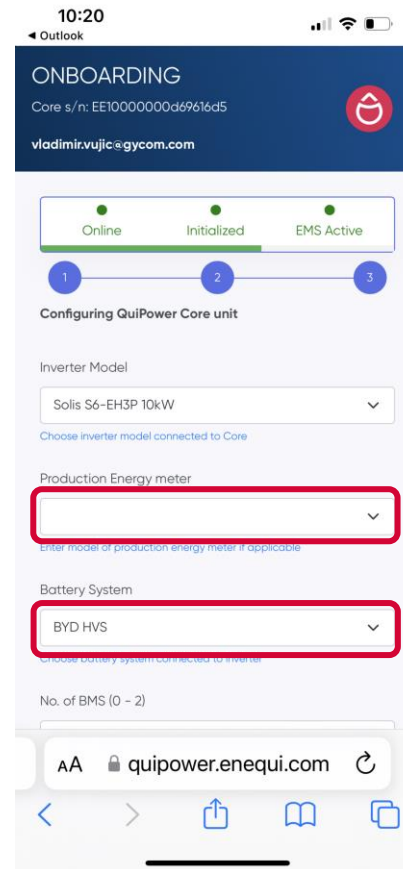 10:20
◀ Outlook
ONBOARDING
Core s/n: EE10000000d69616d5
vladimir.vujic@gycom.com
Online Initialized EMS Active
1 2 3
Configuring QuiPower Core unit
Inverter Model
Solis S6-EH3P 10kW
Choose inverter model connected to Core
Production Energy meter
Enter model of production energy meter if applicable
Battery System
BYD HVS
Choose battery system connected to inverter
No. of BMS (0 - 2)
AA quipower.enequi.com